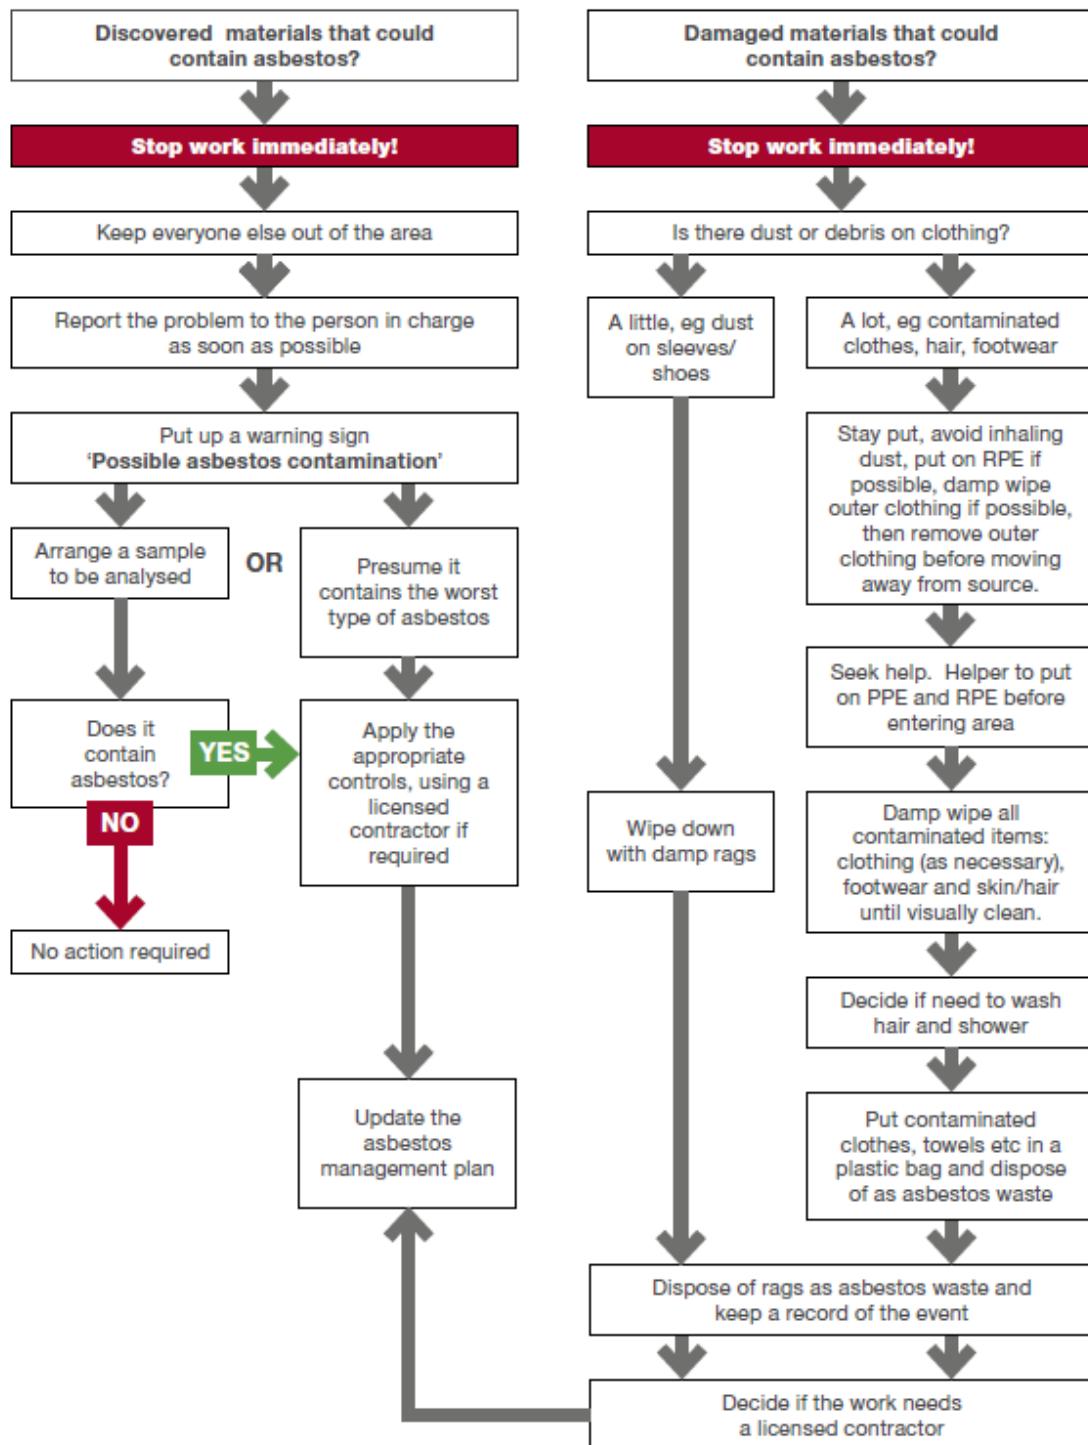 Discovered materials that could
contain asbestos?
Stop work immediately!
Keep everyone else out of the area
Report the problem to the person in charge
as soon as possible
Put up a warning sign
‘Possible asbestos contamination’
Arrange a sample
to be analysed
OR
Presume it
contains the worst
type of asbestos
Does it
contain
asbestos?
YES
NO
No action required
Apply the
appropriate
controls, using a
licensed
contractor if
required
Update the
asbestos
management plan
Damaged materials that could
contain asbestos?
Stop work immediately!
Is there dust or debris on clothing?
A little, eg dust
on sleeves/
shoes
Wipe down
with damp rags
A lot, eg contaminated
clothes, hair, footwear
Stay put, avoid inhaling
dust, put on RPE if
possible, damp wipe
outer clothing if possible,
then remove outer
clothing before moving
away from source.
Seek help. Helper to put
on PPE and RPE before
entering area
Damp wipe all
contaminated items:
clothing (as necessary),
footwear and skin/hair
until visually clean.
Decide if need to wash
hair and shower
Put contaminated
clothes, towels etc in a
plastic bag and dispose
of as asbestos waste
Dispose of rags as asbestos waste and
keep a record of the event
Decide if the work needs
a licensed contractor